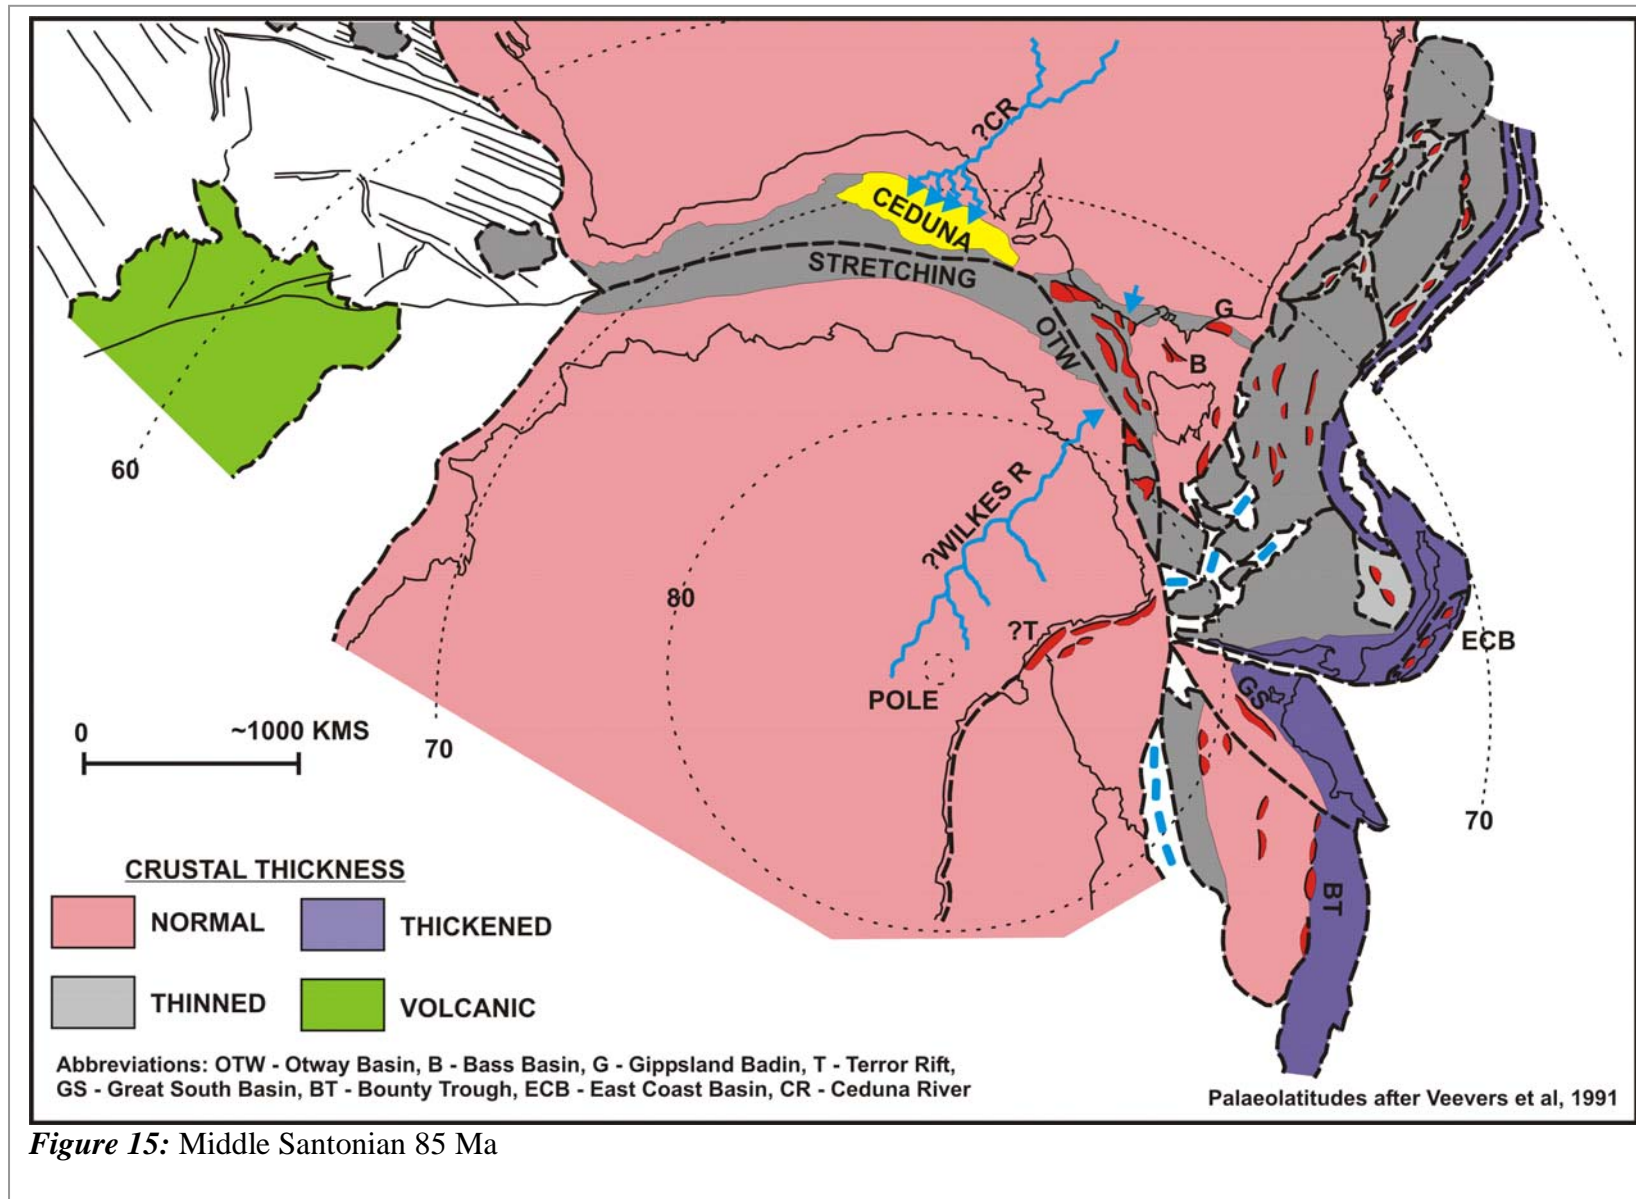 ?CR
CEDUNA
STRETCHING
OTW
G
B
60
?WILKES R
80
?T
POLE
ECB
GS
0
~1000 KMS
70
70
BT
CRUSTAL THICKNESS
NORMAL
THICKENED
THINNED
VOLCANIC
Abbreviations: OTW - Otway Basin, B - Bass Basin, G - Gippsland Badin, T - Terror Rift,
GS - Great South Basin, BT - Bounty Trough, ECB - East Coast Basin, CR - Ceduna River
Palaeolatitudes after Veevers et al, 1991
Figure 15: Middle Santonian 85 Ma